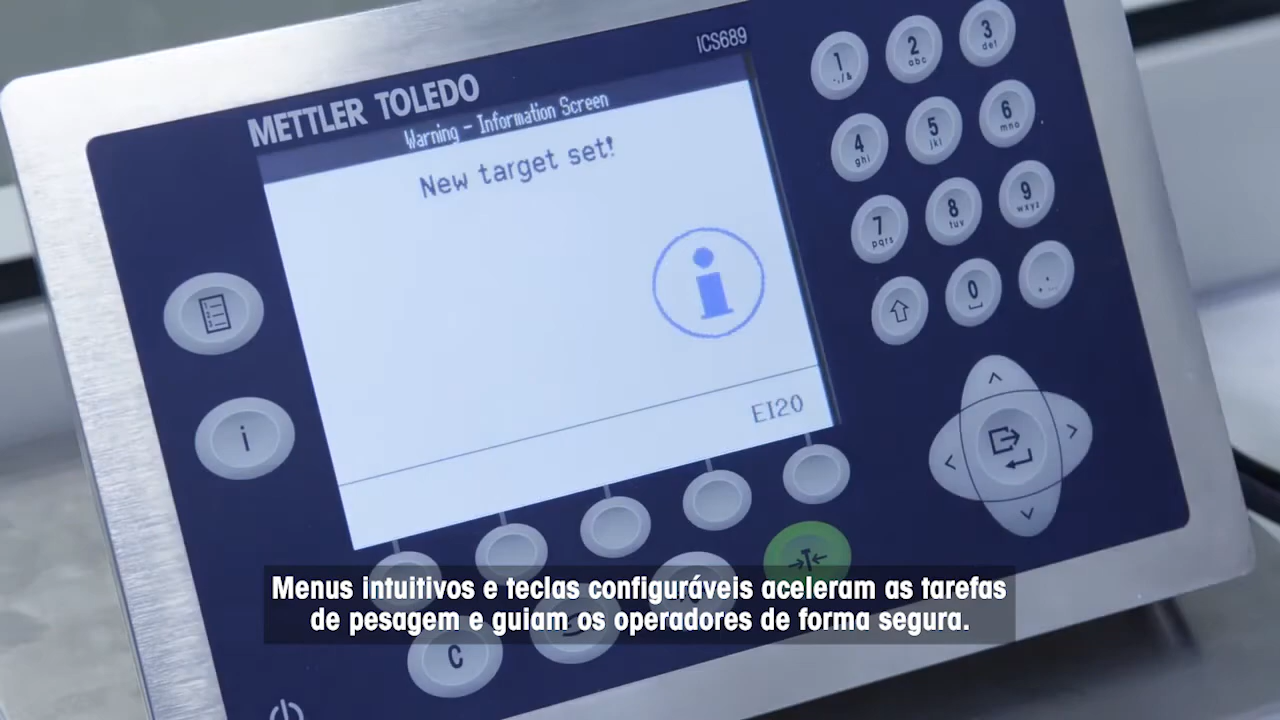 ICS689
METTLER TOLEDO
Warning - Information Screen
New target set!
EI20
1
.,/&
2
abc
3
def
4
ghi
5
jkl
6
mno
7
pqrs
8
tuv
9
wxyz
0
i
C
Menus intuitivos e teclas configuráveis aceleram as tarefas
de pesagem e guiam os operadores de forma segura.